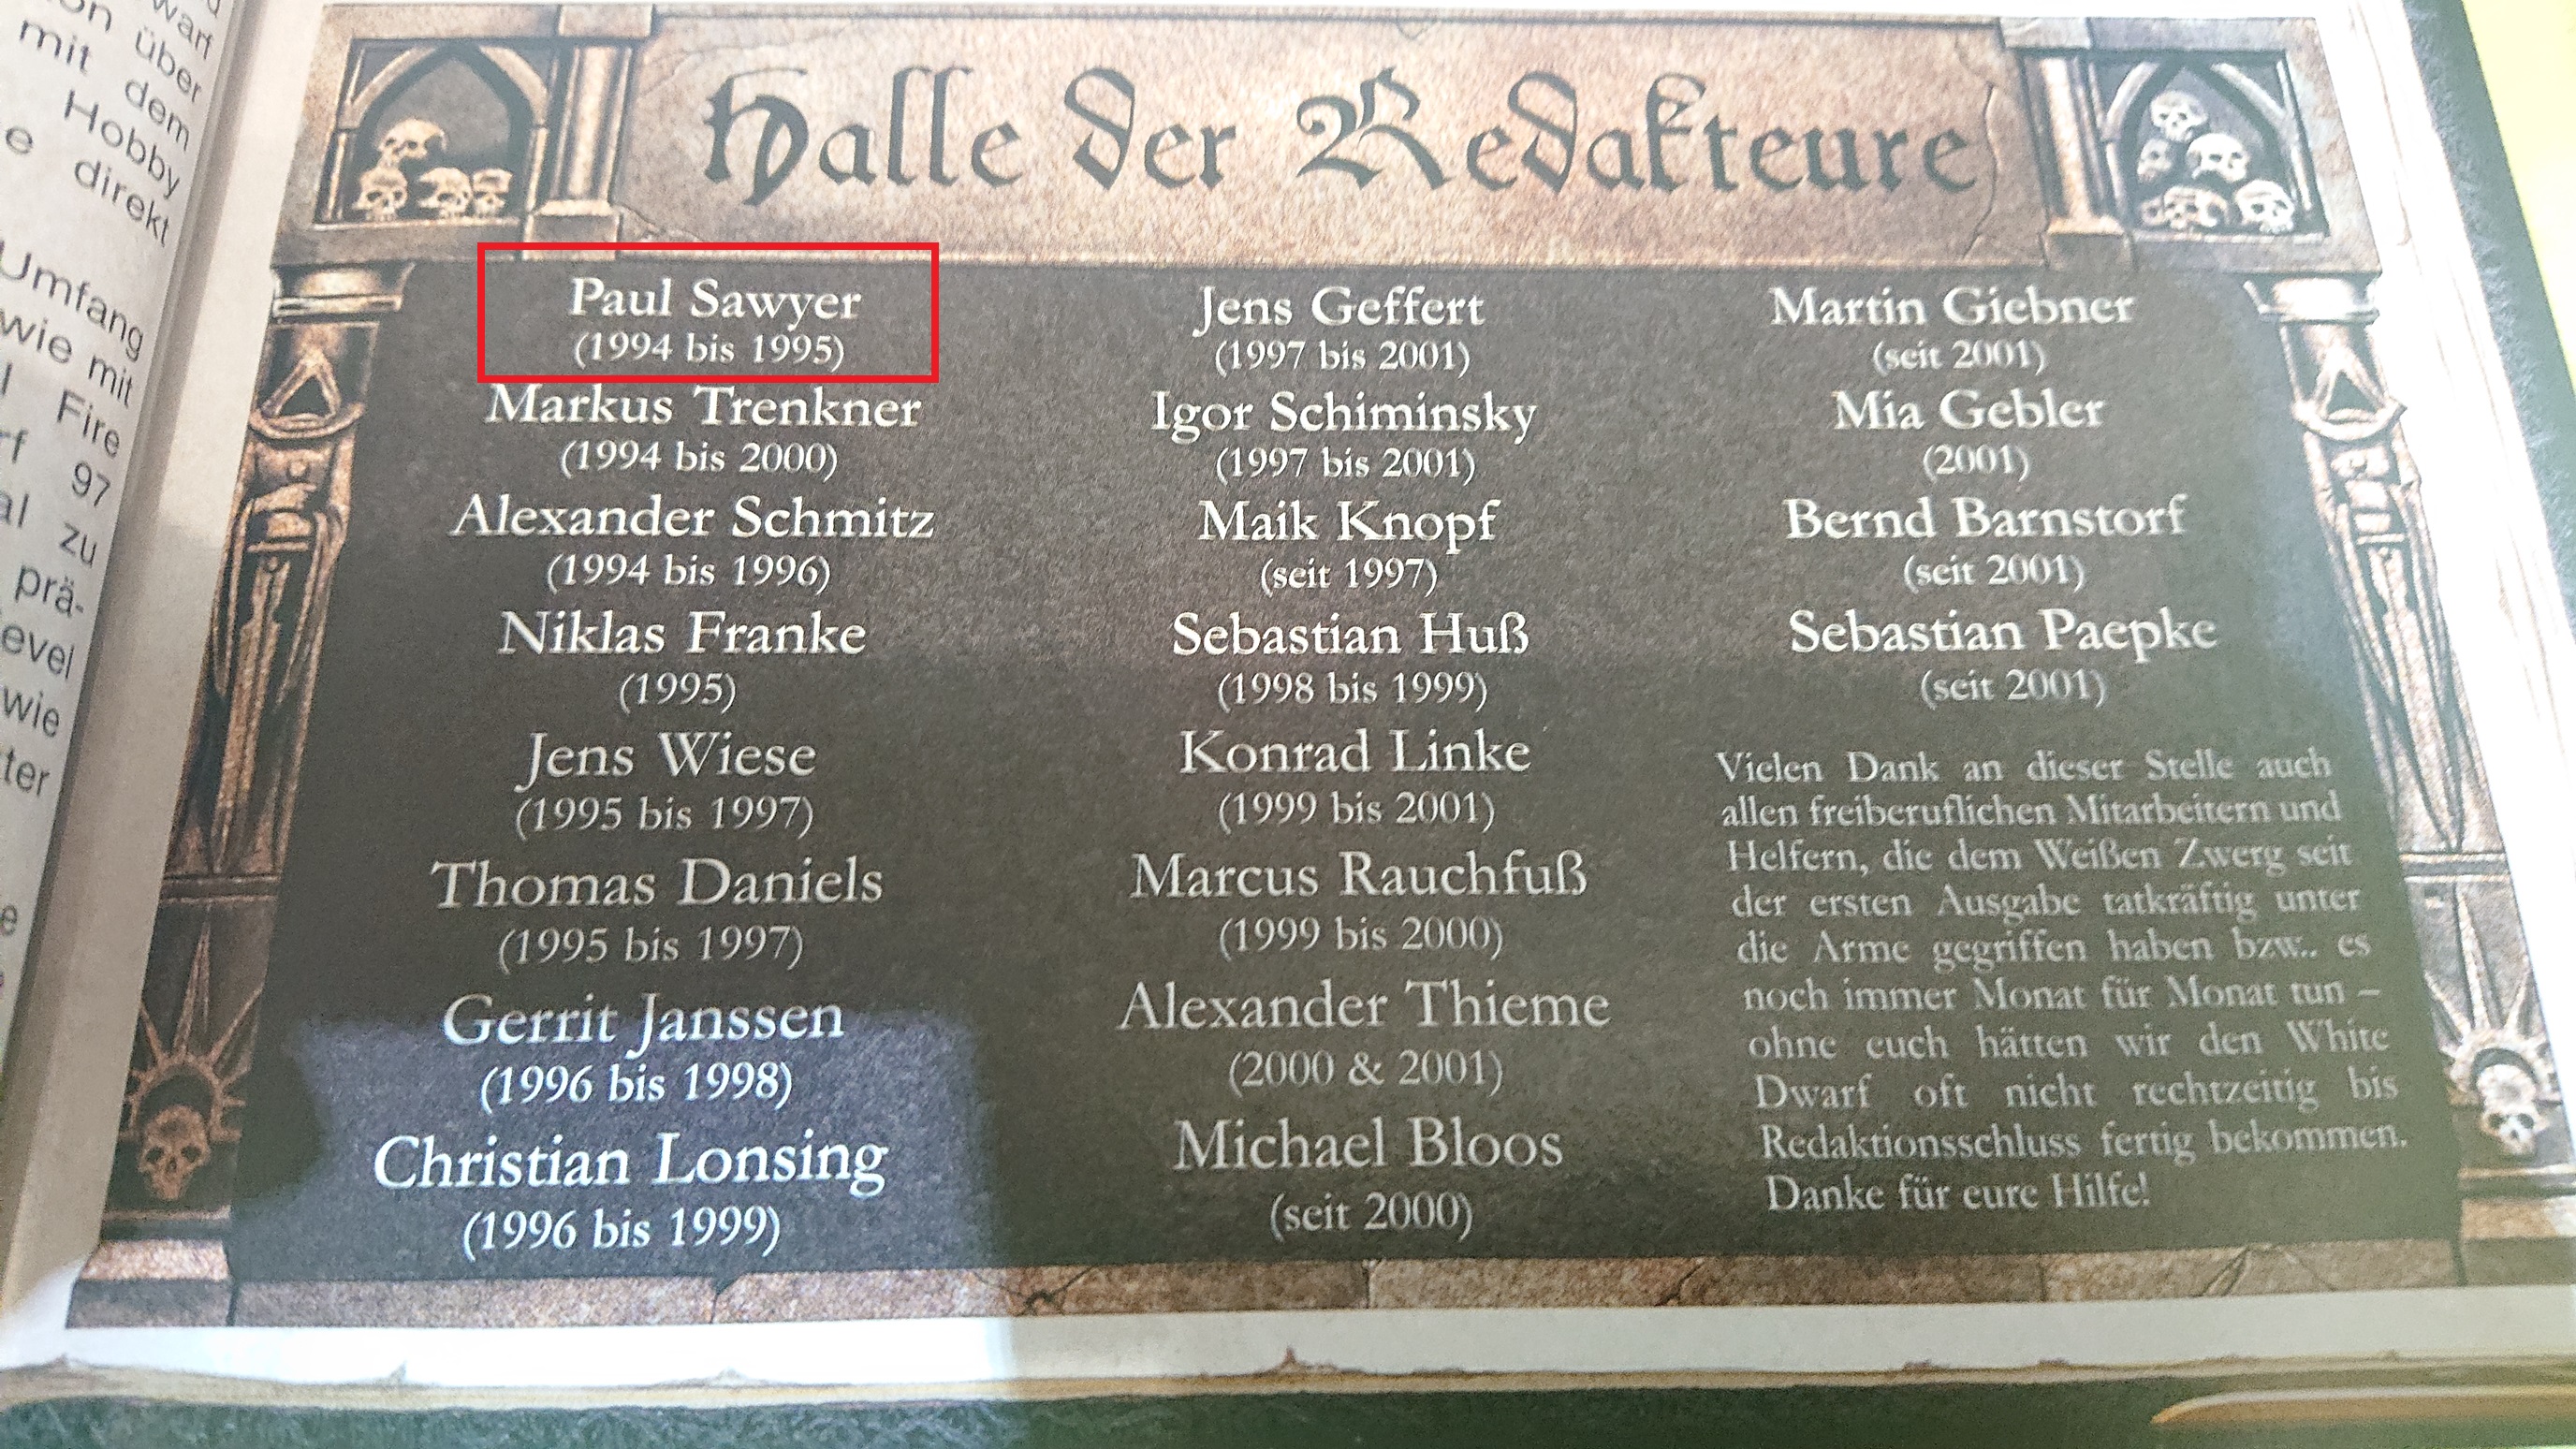 warf
über
mit dem
Hobby
e direkt
Umfang
wie mit
Fire
97
zu
prä-
evel
wie
ter
e
Halle der Redakteure
Paul Sawyer
(1994 bis 1995)
Markus Trenkner
(1994 bis 2000)
Alexander Schmitz
(1994 bis 1996)
Niklas Franke
(1995)
Jens Wiese
(1995 bis 1997)
Thomas Daniels
(1995 bis 1997)
Gerrit Janssen
(1996 bis 1998)
Christian Lonsing
(1996 bis 1999)
Jens Geffert
(1997 bis 2001)
Igor Schiminsky
(1997 bis 2001)
Maik Knopf
(seit 1997)
Sebastian Huß
(1998 bis 1999)
Konrad Linke
(1999 bis 2001)
Marcus Rauchfuß
(1999 bis 2000)
Alexander Thieme
(2000 & 2001)
Michael Bloos
(seit 2000)
Martin Giebner
(seit 2001)
Mia Gebler
(2001)
Bernd Barnstorf
(seit 2001)
Sebastian Paepke
(seit 2001)
Vielen Dank an dieser Stelle auch
allen freiberuflichen Mitarbeitern und
Helfern, die dem Weißen Zwerg seit
der ersten Ausgabe tatkräftig unter
die Arme gegriffen haben bzw.. es
noch immer Monat für Monat tun –
ohne euch hätten wir den White
Dwarf oft nicht rechtzeitig bis
Redaktionsschluss fertig bekommen.
Danke für eure Hilfe!